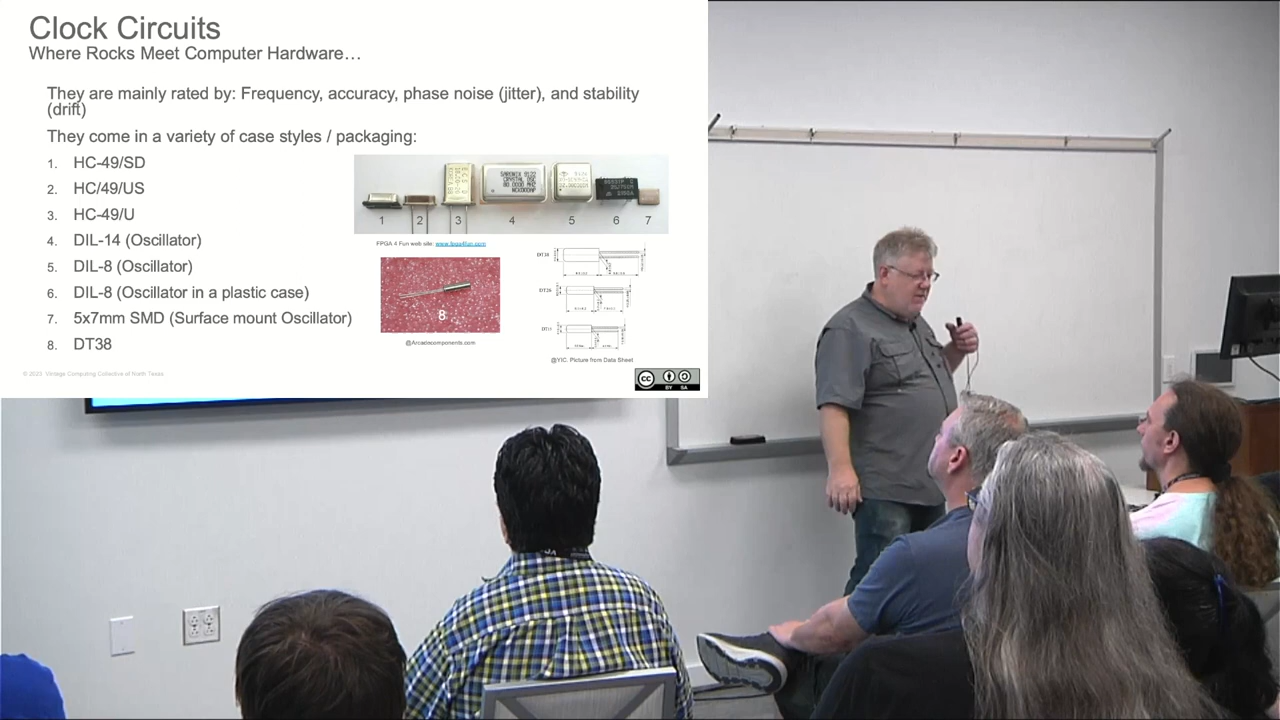 Clock Circuits
Where Rocks Meet Computer Hardware…
They are mainly rated by: Frequency, accuracy, phase noise (jitter), and stability
(drift)
They come in a variety of case styles / packaging:
1. HC-49/SD
2. HC/49/US
3. HC-49/U
4. DIL-14 (Oscillator)
5. DIL-8 (Oscillator)
6. DIL-8 (Oscillator in a plastic case)
7. 5x7mm SMD (Surface mount Oscillator)
8. DT38
1 2 3 4 5 6 7
FPGA 4 Fun web site: www.fpga4fun.com
8
@Arcacincomponents.com
DT38
DT26
@YIC. Picture from Data Sheet
© 2023 Vintage Computing Collective of North Texas
CC BY SA